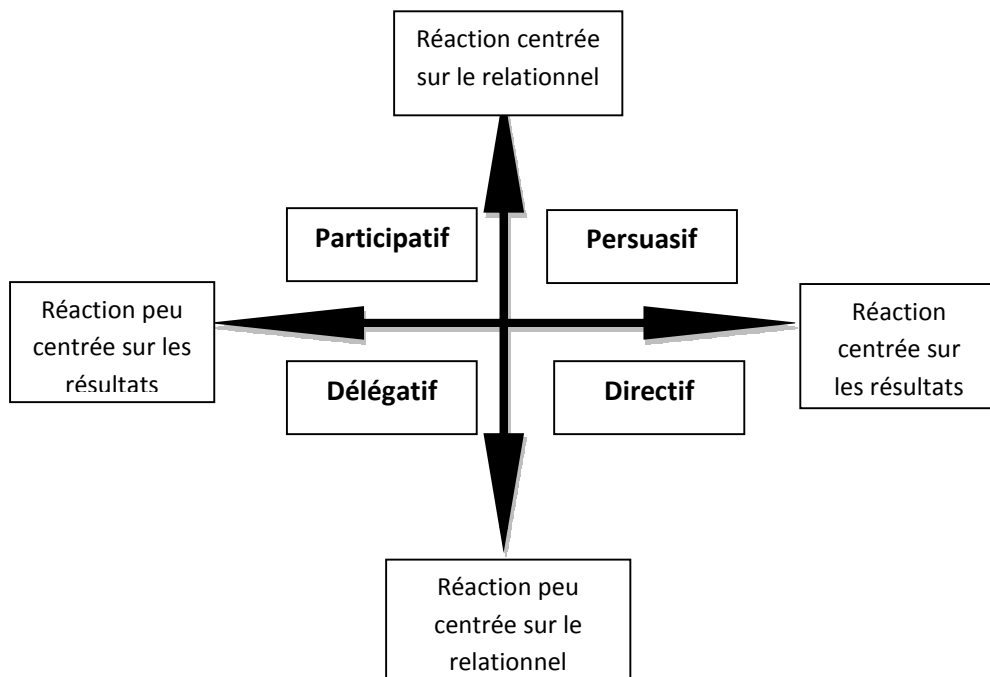 Réaction centrée
sur le relationnel
Participatif
Persuasif
Réaction peu
centrée sur les
résultats
Réaction
centrée sur
les résultats
Délégatif
Directif
Réaction peu
centrée sur le
relationnel